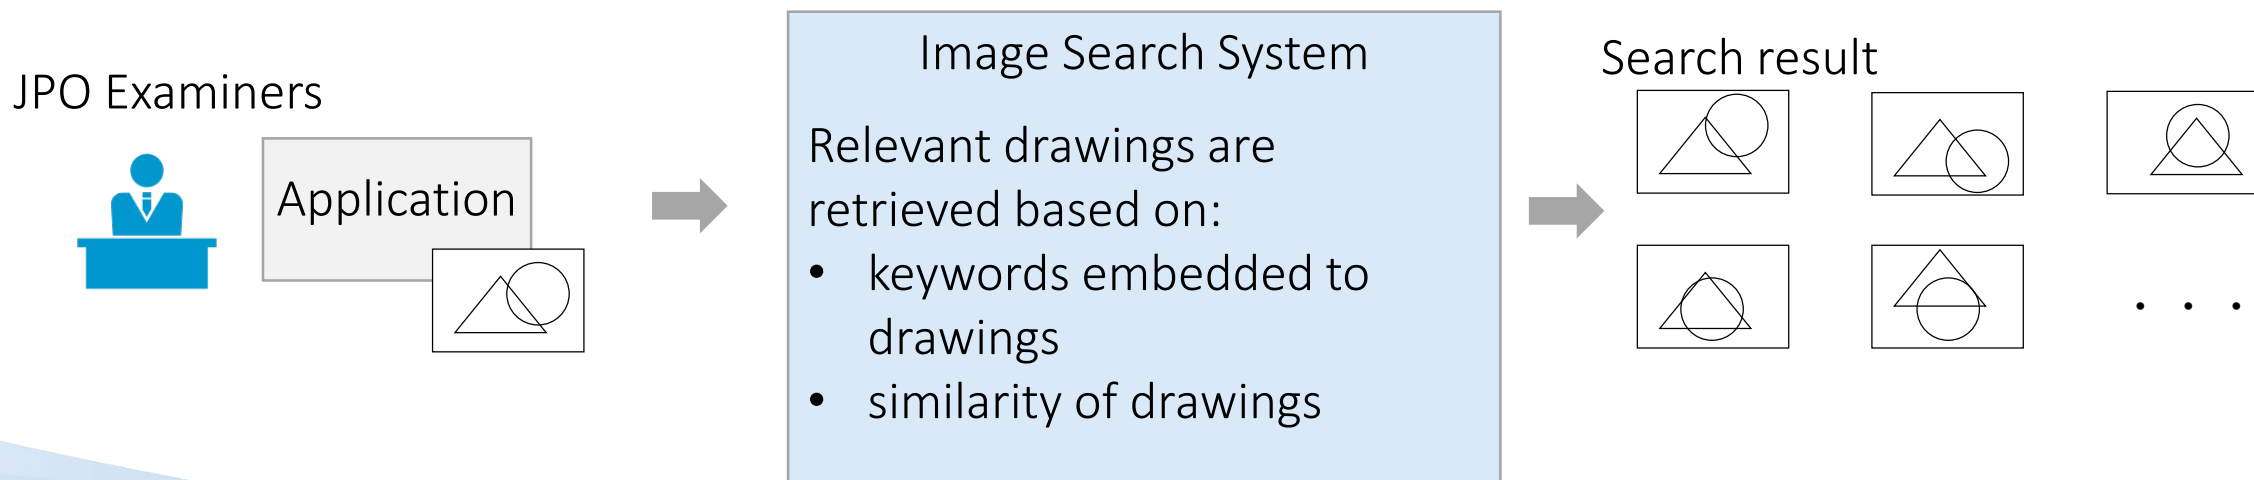 JPO Examiners
Application
Image Search System
Relevant drawings are
retrieved based on:
• keywords embedded to
drawings
• similarity of drawings
Search result
. . .